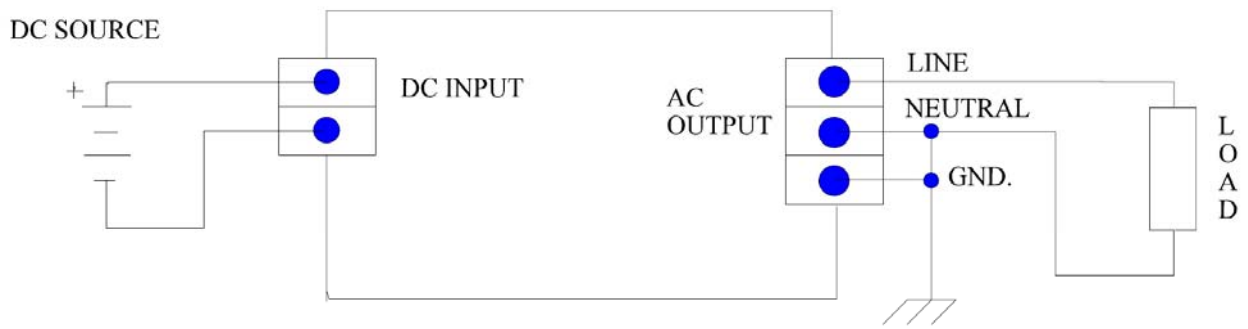 DC SOURCE
+
DC INPUT
AC
OUTPUT
LINE
NEUTRAL
GND.
L
O
A
D